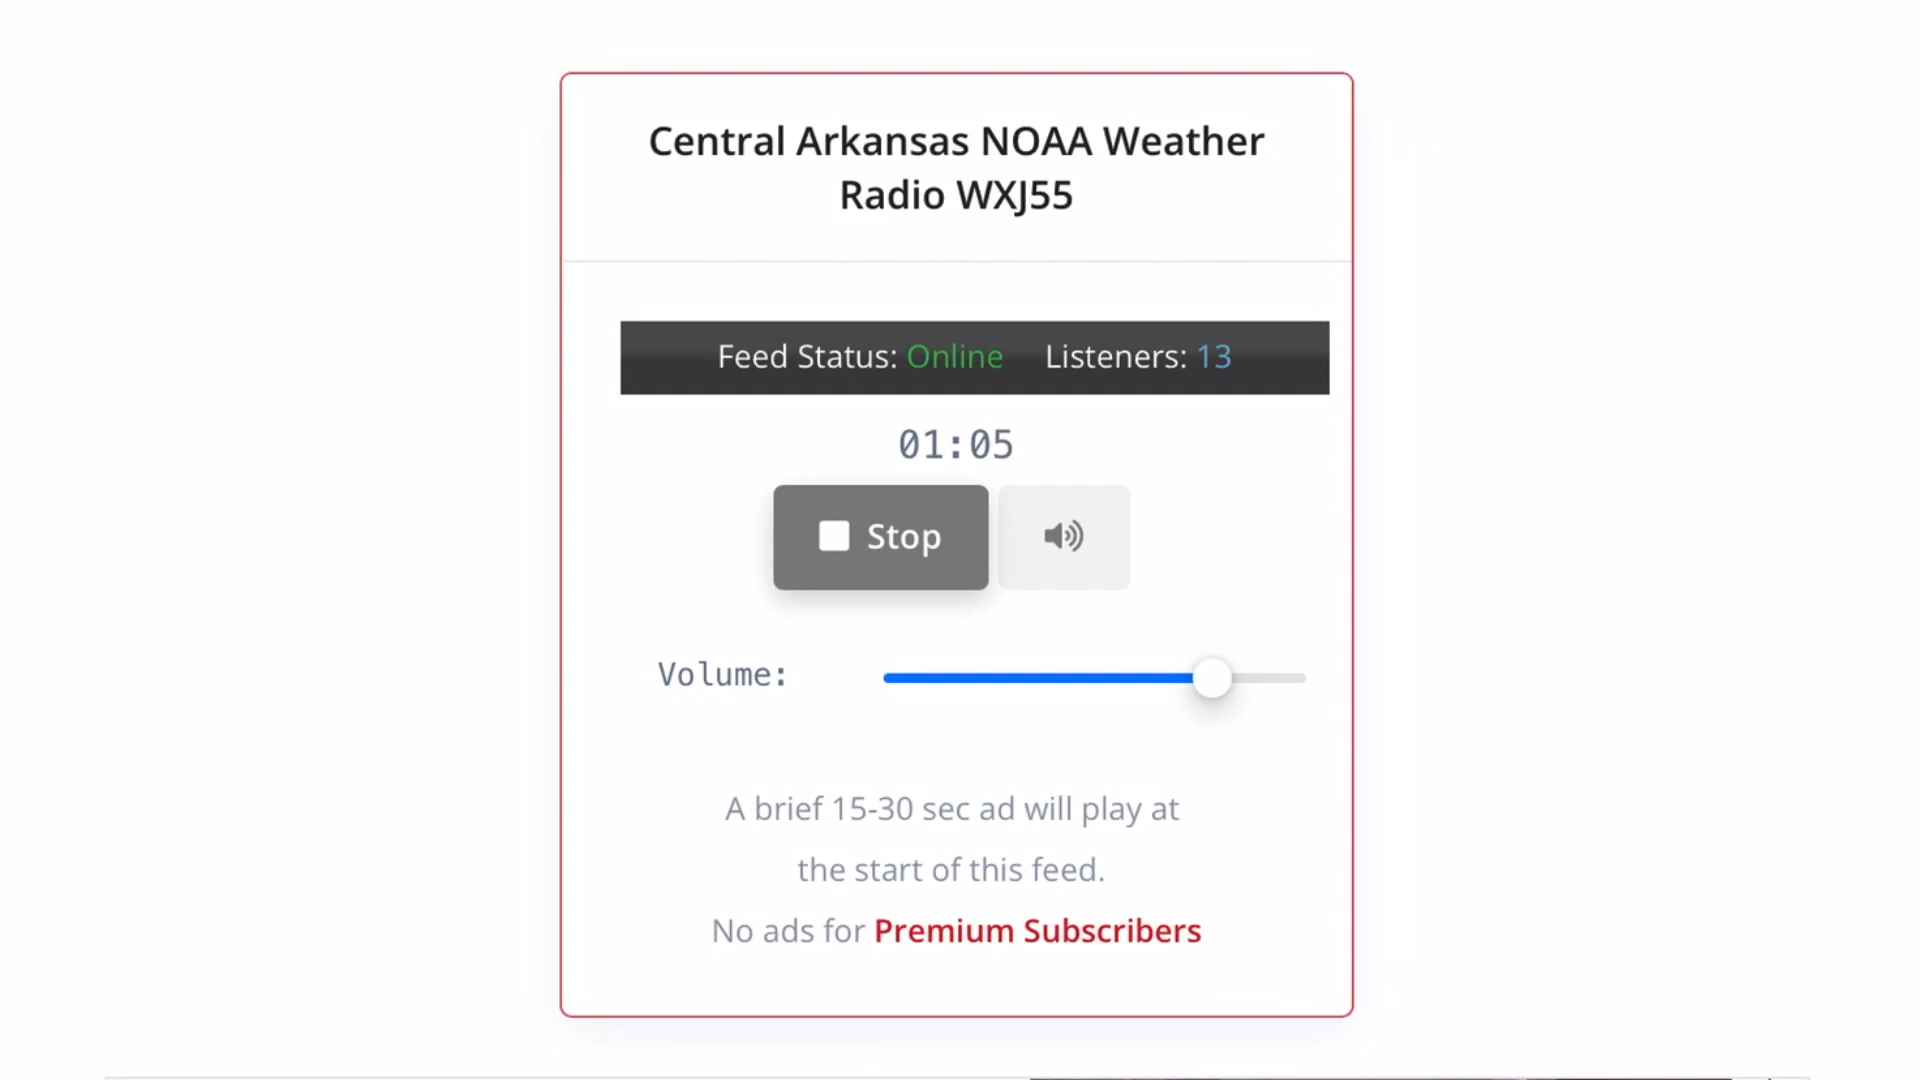 Central Arkansas NOAA Weather
Radio WXJ55
Feed Status: Online Listeners: 13
01:05
Stop
Volume:
A brief 15-30 sec ad will play at
the start of this feed.
No ads for Premium Subscribers